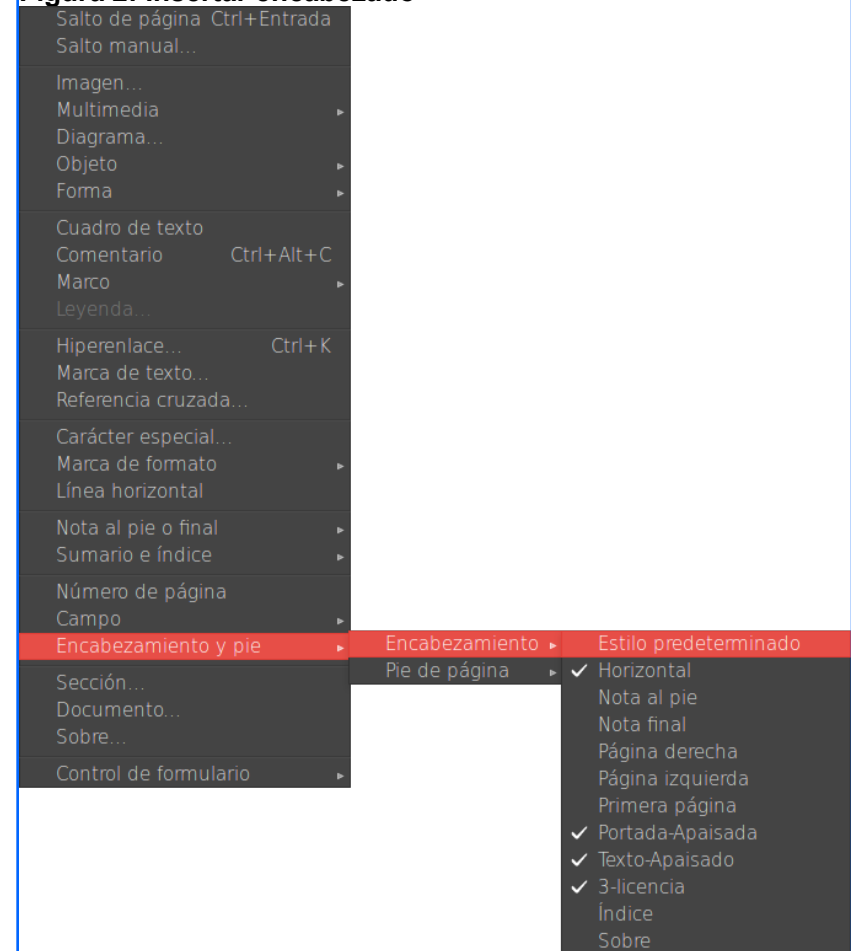 Figura 2: Insertar encabezado
Salto de página Ctrl+Entrada
Salto manual...
Imagen...
Multimedia
Diagrama...
Objeto
Forma
Cuadro de texto
Comentario Ctrl+Alt+C
Marco
Leyenda...
Hiperenlace... Ctrl+K
Marca de texto...
Referencia cruzada...
Carácter especial...
Marca de formato
Línea horizontal
Nota al pie o final
Sumario e índice
Número de página
Campo
Encabezamiento y pie
Sección...
Documento...
Sobre...
Control de formulario
Encabezamiento
Pie de página
Estilo predeterminado
Horizontal
Nota al pie
Nota final
Página derecha
Página izquierda
Primera página
Portada-Apaisada
Texto-Apaisado
3-licencia
Índice
Sobre